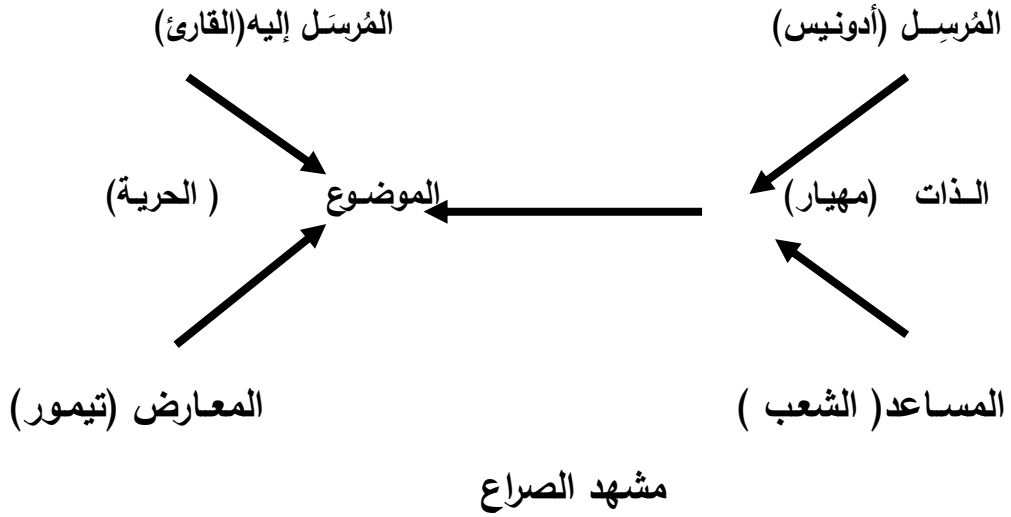 المُرسِل (أدونيس) المُرسَل إليه(القارئ)
الذات (مهيار) الموضوع ( الحرية)
المساعد( الشعب ) المعارض (تيمور)
مشهد الصراع